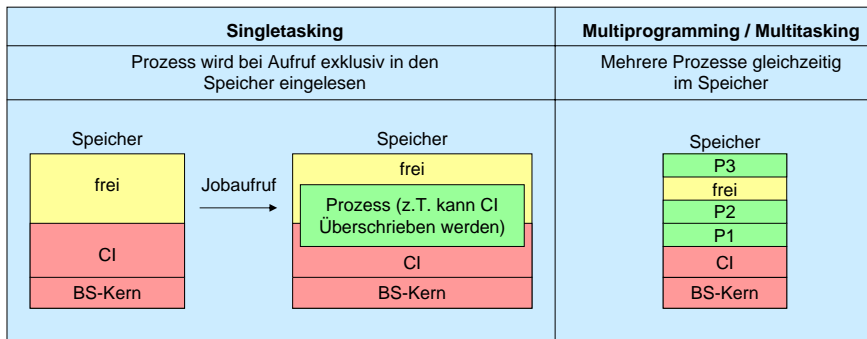 Singletasking
Multiprogramming / Multitasking
Prozess wird bei Aufruf exklusiv in den
Speicher eingelesen
Mehrere Prozesse gleichzeitig
im Speicher
Speicher
frei
CI
BS-Kern
Jobaufruf
Speicher
frei
Prozess (z.T. kann CI
Überschrieben werden)
CI
BS-Kern
Speicher
P3
frei
P2
P1
CI
BS-Kern